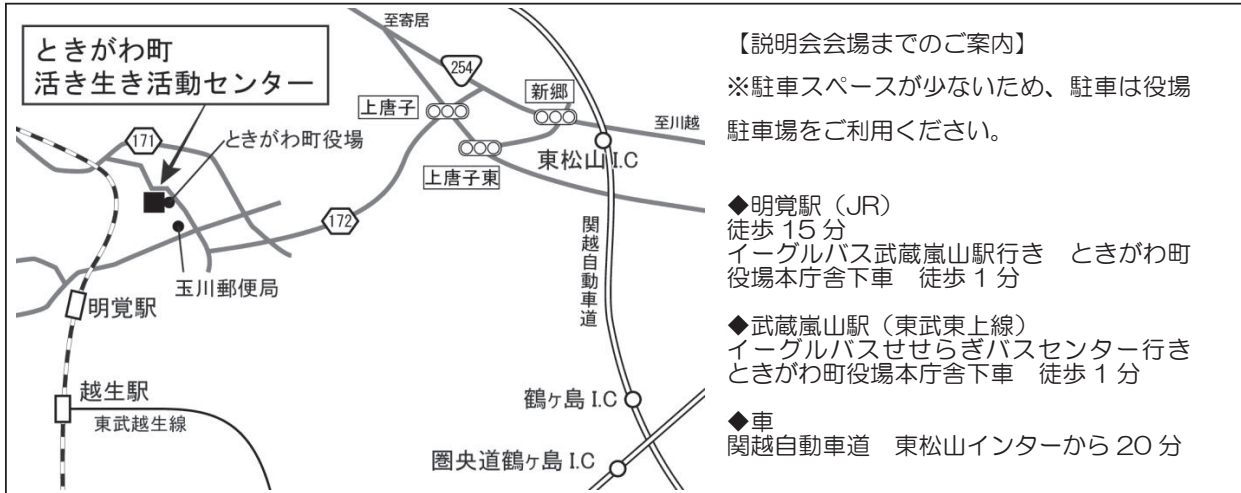 ときがわ町
活き生き活動センター
至寄居
254
新郷
上唐子
至川越
171
ときがわ町役場
東松山 I.C
上唐子東
172
関越自動車道
玉川郵便局
明覚駅
越生駅
東武越生線
鶴ヶ島 I.C
圏央道鶴ヶ島 I.C
【説明会会場までのご案内】
※駐車スペースが少ないため、駐車は役場
駐車場をご利用ください。
◆明覚駅(JR)
徒歩 15 分
イーグルバス武蔵嵐山駅行き　ときがわ町
役場本庁舎下車　徒歩 1 分
◆武蔵嵐山駅(東武東上線)
イーグルバスせせらぎバスセンター行き
ときがわ町役場本庁舎下車　徒歩 1 分
◆車
関越自動車道　東松山インターから 20 分